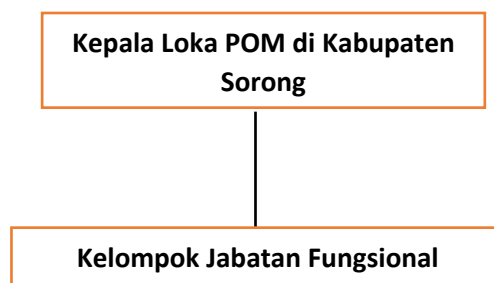 Kepala Loka POM di Kabupaten
Sorong
Kelompok Jabatan Fungsional